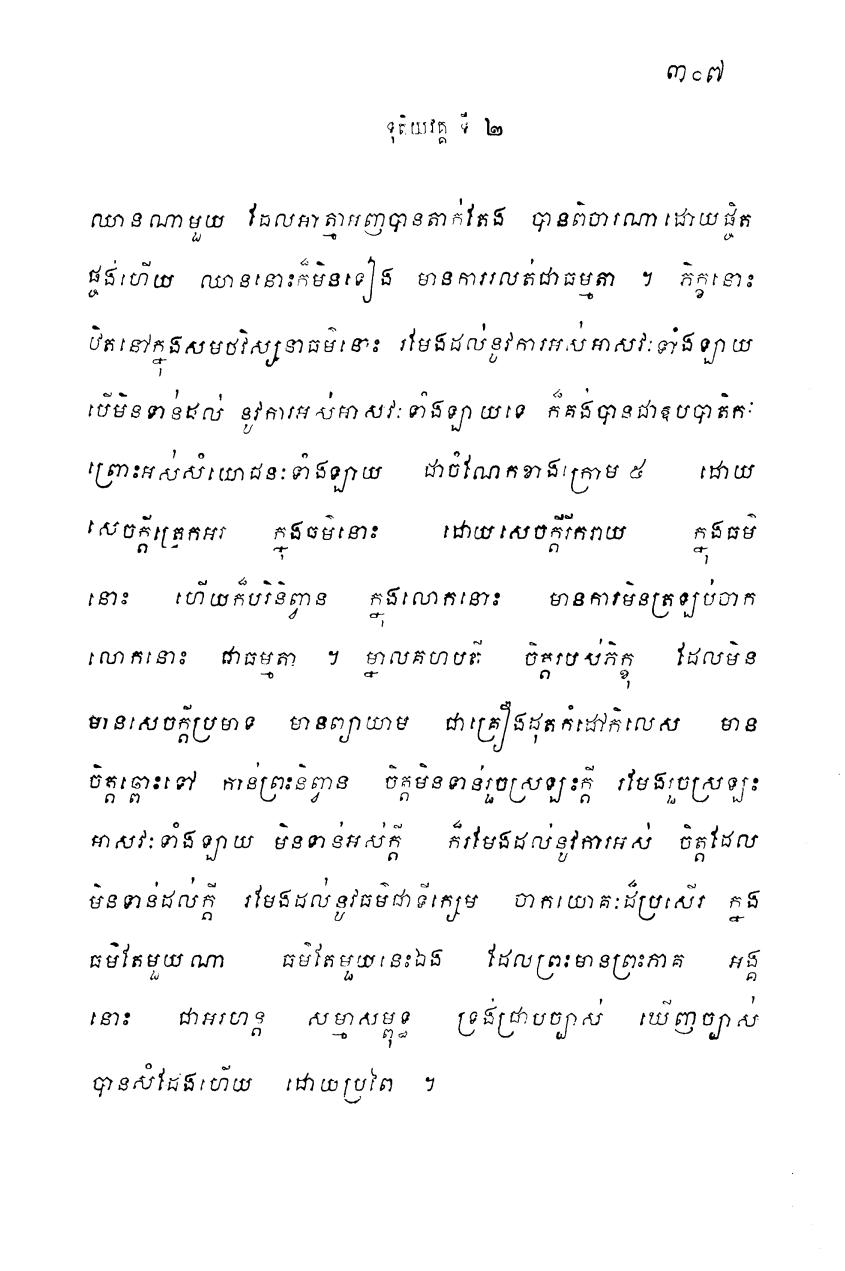 ៣០៧
ទុតិយវគ្គ ទី ២
ឈានណាមួយ ដែលអាត្មាអញបានតាក់តែង បានពិចារណាដោយផ្ចិត
ផ្ចង់ហើយ ឈាននោះក៏មិនទៀង មានការរលត់ជាធម្មតា ។ ភិក្ខុនោះ
ឋិតនៅក្នុងសមថវិស្សនាធម៌នោះ រមែងដល់នូវការអស់អាសវៈទាំងឡាយ
បើមិនទាន់ដល់ នូវការអស់អាសវៈទាំងឡាយទេ ក៏គង់បានជាឧបបាតិកៈ
ព្រោះអស់សំយោជនៈទាំងឡាយ ជាចំណែកខាងក្រោម ៥ ដោយ
សេចក្តីត្រេកអរ ក្នុងធម៌នោះ ដោយសេចក្តីរីករាយ ក្នុងធម៌
នោះ ហើយក៏បរិនិព្វាន ក្នុងលោកនោះ មានការមិនត្រឡប់ចាក
លោកនោះ ជាធម្មតា ។ ម្នាលគហបតី ចិត្តរបស់ភិក្ខុ ដែលមិន
មានសេចក្តីប្រមាទ មានព្យាយាម ជាគ្រឿងដុតកំដៅកិលេស មាន
ចិត្តឆ្ពោះទៅ កាន់ព្រះនិព្វាន ចិត្តមិនទាន់រួចស្រឡះក្តី រមែងរួចស្រឡះ
អាសវៈទាំងឡាយ មិនទាន់អស់ក្តី ក៏រមែងដល់នូវការអស់ ចិត្តដែល
មិនទាន់ដល់ក្តី រមែងដល់នូវធម៌ជាទីក្សេម ចាកយោគៈដ៏ប្រសើរ ក្នុង
ធម៌តែមួយណា ធម៌តែមួយនេះឯង ដែលព្រះមានព្រះភាគ អង្គ
នោះ ជាអរហន្ត សម្មាសម្ពុទ្ធ ទ្រង់ជ្រាបច្បាស់ ឃើញច្បាស់
បានសំដែងហើយ ដោយប្រពៃ ។